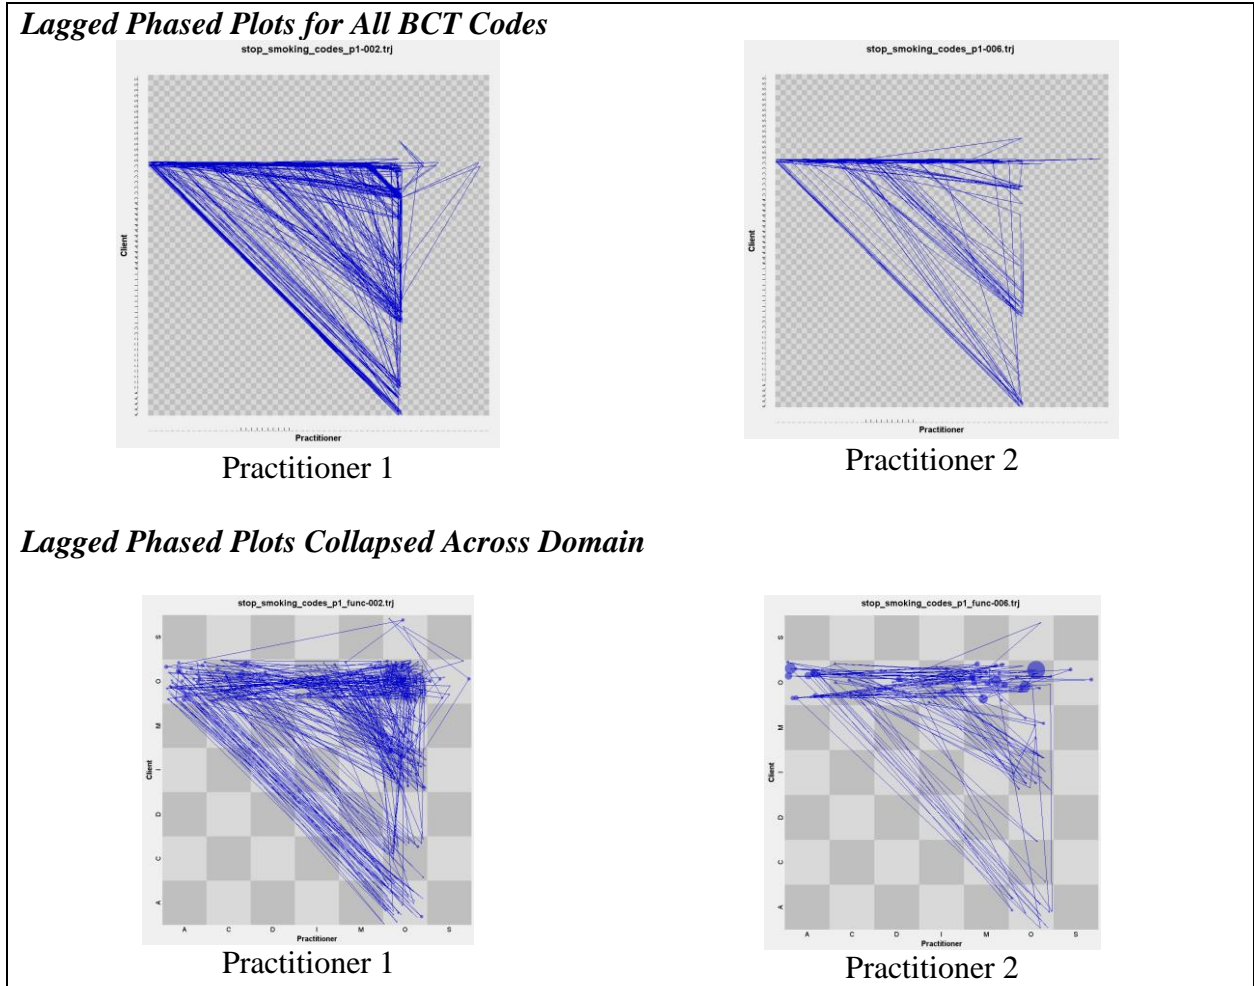 Lagged Phased Plots for All BCT Codes
stop_smoking_codes_p1-002.trj
stop_smoking_codes_p1-006.trj
Client
Client
Practitioner
Practitioner
Practitioner 1
Practitioner 2
Lagged Phased Plots Collapsed Across Domain
stop_smoking_codes_p1_func-002.trj
stop_smoking_codes_p1_func-006.trj
S
O
M
I
D
C
A
Client
A C D I M O S
Practitioner
S
O
M
I
D
C
A
Client
A C D I M O S
Practitioner
Practitioner 1
Practitioner 2